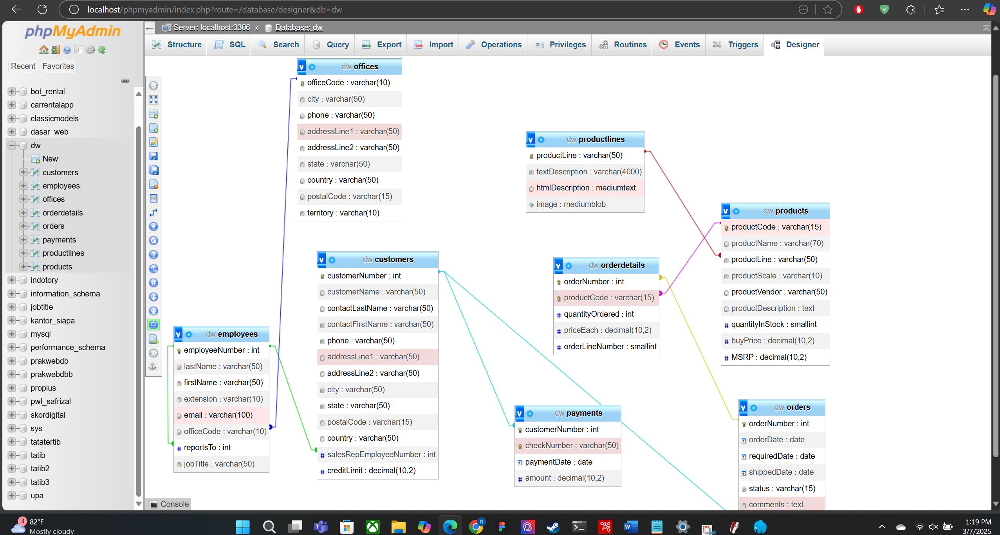 localhost/phpmyadmin/index.php?route=/database/designer&db=dw
phpMyAdmin
Recent Favorites
bot_rental
carrentalapp
classicmodels
dasar_web
dw
New
customers
employees
offices
orderdetails
orders
payments
productlines
products
indotory
information_schema
jobtitle
kantor_siapa
mysql
performance_schema
prakwebdb
prakwebdbb
proplus
pwl_safrizal
skordigital
sys
tatatertib
tatib
tatib2
tatib3
upa
Server: localhost:3306 » Database: dw
Structure SQL Search Query Export Import Operations Privileges Routines Events Triggers Designer
v dw offices
officeCode : varchar(10)
city : varchar(50)
phone : varchar(50)
addressLine1 : varchar(50)
addressLine2 : varchar(50)
state : varchar(50)
country : varchar(50)
postalCode : varchar(15)
territory : varchar(10)
v dw productlines
productLine : varchar(50)
textDescription : varchar(4000)
htmlDescription : mediumtext
image : mediumblob
v dw products
productCode : varchar(15)
productName : varchar(70)
productLine : varchar(50)
productScale : varchar(10)
productVendor : varchar(50)
productDescription : text
# quantityInStock : smallint
# buyPrice : decimal(10,2)
# MSRP : decimal(10,2)
v dw customers
customerNumber : int
customerName : varchar(50)
contactLastName : varchar(50)
contactFirstName : varchar(50)
phone : varchar(50)
addressLine1 : varchar(50)
addressLine2 : varchar(50)
city : varchar(50)
state : varchar(50)
postalCode : varchar(15)
country : varchar(50)
# salesRepEmployeeNumber : int
# creditLimit : decimal(10,2)
v dw orderdetails
orderNumber : int
productCode : varchar(15)
# quantityOrdered : int
# priceEach : decimal(10,2)
# orderLineNumber : smallint
v dw employees
employeeNumber : int
lastName : varchar(50)
firstName : varchar(50)
extension : varchar(10)
email : varchar(100)
officeCode : varchar(10)
# reportsTo : int
jobTitle : varchar(50)
v dw payments
customerNumber : int
checkNumber : varchar(50)
paymentDate : date
# amount : decimal(10,2)
v dw orders
orderNumber : int
orderDate : date
requiredDate : date
shippedDate : date
status : varchar(15)
comments : text
Console
3
82°F
Mostly cloudy
R
1:19 PM
3/7/2025